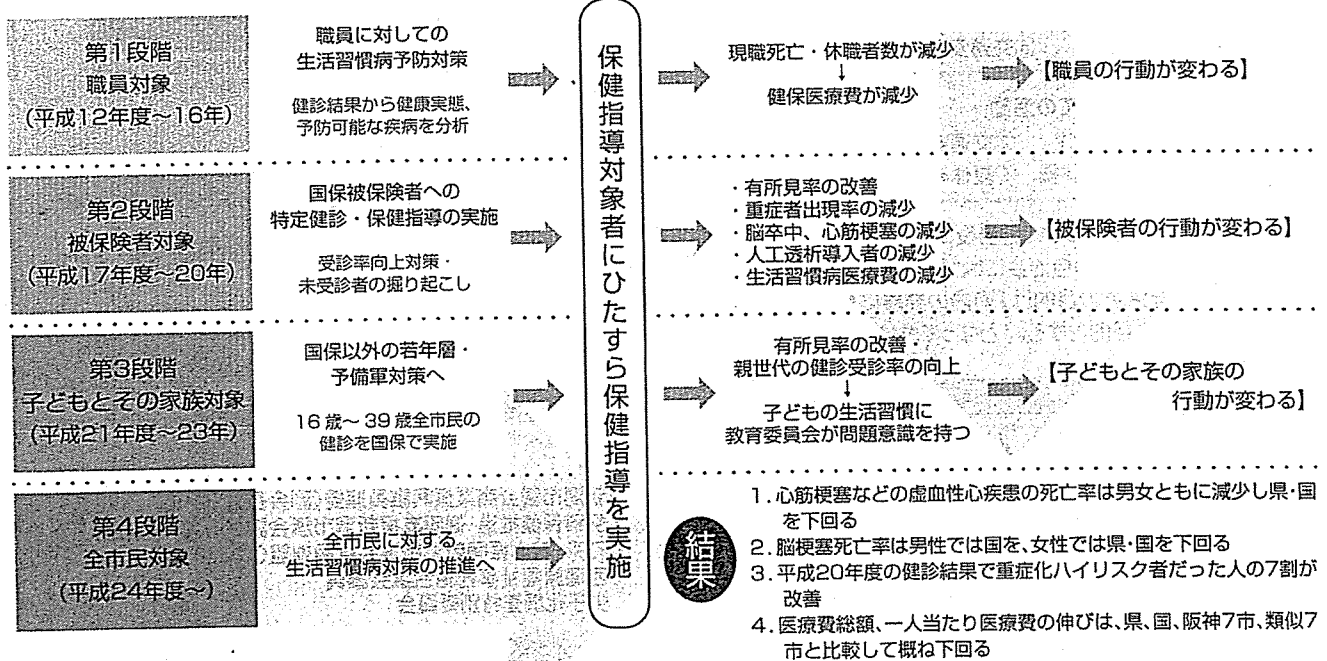 第1段階
職員対象
(平成12年度～16年)
職員に対しての
生活習慣病予防対策
健診結果から健康実態、
予防可能な疾病を分析
現職死亡・休職者数が減少
↓
健保医療費が減少
【職員の行動が変わる】
第2段階
被保険者対象
(平成17年度～20年)
国保被保険者への
特定健診・保健指導の実施
受診率向上対策・
未受診者の掘り起こし
・有所見率の改善
・重症者出現率の減少
・脳卒中、心筋梗塞の減少
・人工透析導入者の減少
・生活習慣病医療費の減少
【被保険者の行動が変わる】
第3段階
子どもとその家族対象
(平成21年度～23年)
国保以外の若年層・
予備軍対策へ
16歳～39歳全市民の
健診を国保で実施
有所見率の改善・
親世代の健診受診率の向上
↓
子どもの生活習慣に
教育委員会が問題意識を持つ
【子どもとその家族の
行動が変わる】
第4段階
全市民対象
(平成24年度～)
全市民に対する
生活習慣病対策の推進へ
保健指導対象者にひたすら保健指導を実施
結果
1．心筋梗塞などの虚血性心疾患の死亡率は男女ともに減少し県・国
を下回る
2．脳梗塞死亡率は男性では国を、女性では県・国を下回る
3．平成20年度の健診結果で重症化ハイリスク者だった人の7割が
改善
4．医療費総額、一人当たり医療費の伸びは、県、国、阪神7市、類似7
市と比較して概ね下回る